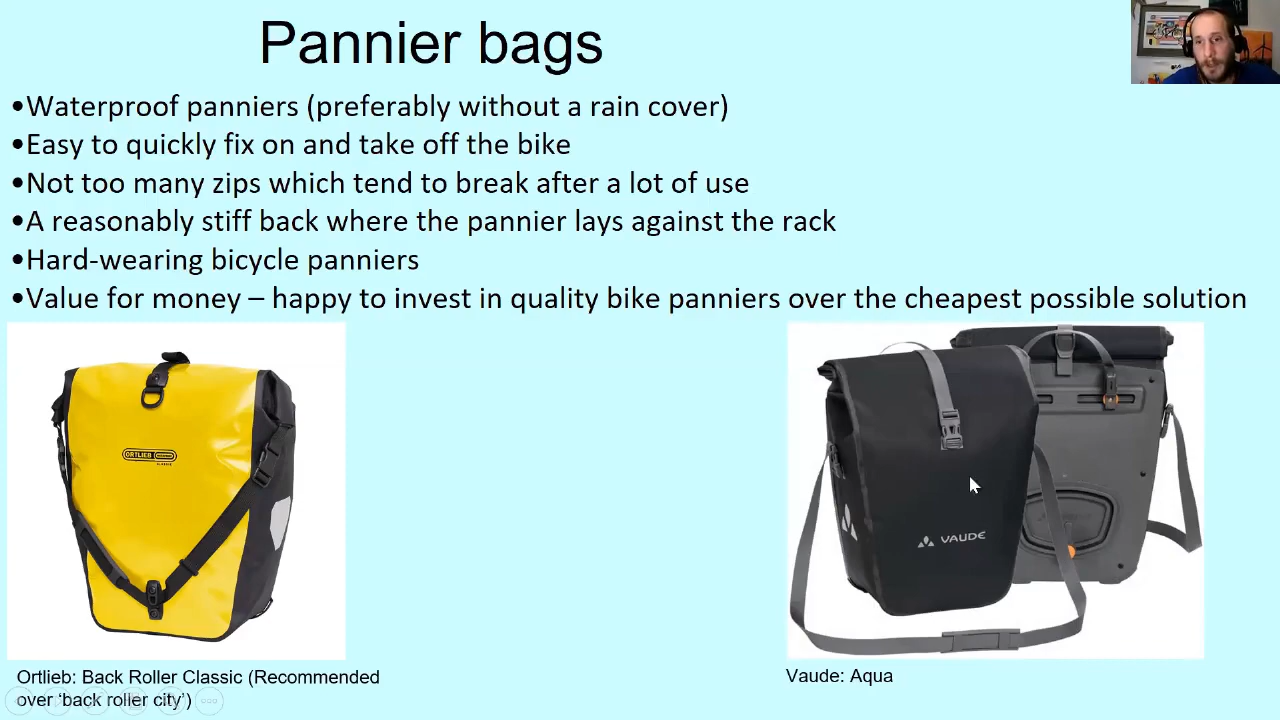 Pannier bags
•Waterproof panniers (preferably without a rain cover)
•Easy to quickly fix on and take off the bike
•Not too many zips which tend to break after a lot of use
•A reasonably stiff back where the pannier lays against the rack
•Hard-wearing bicycle panniers
•Value for money – happy to invest in quality bike panniers over the cheapest possible solution
ORTLIEB
VAUDE
Ortlieb: Back Roller Classic (Recommended
over ‘back roller city’)
Vaude: Aqua